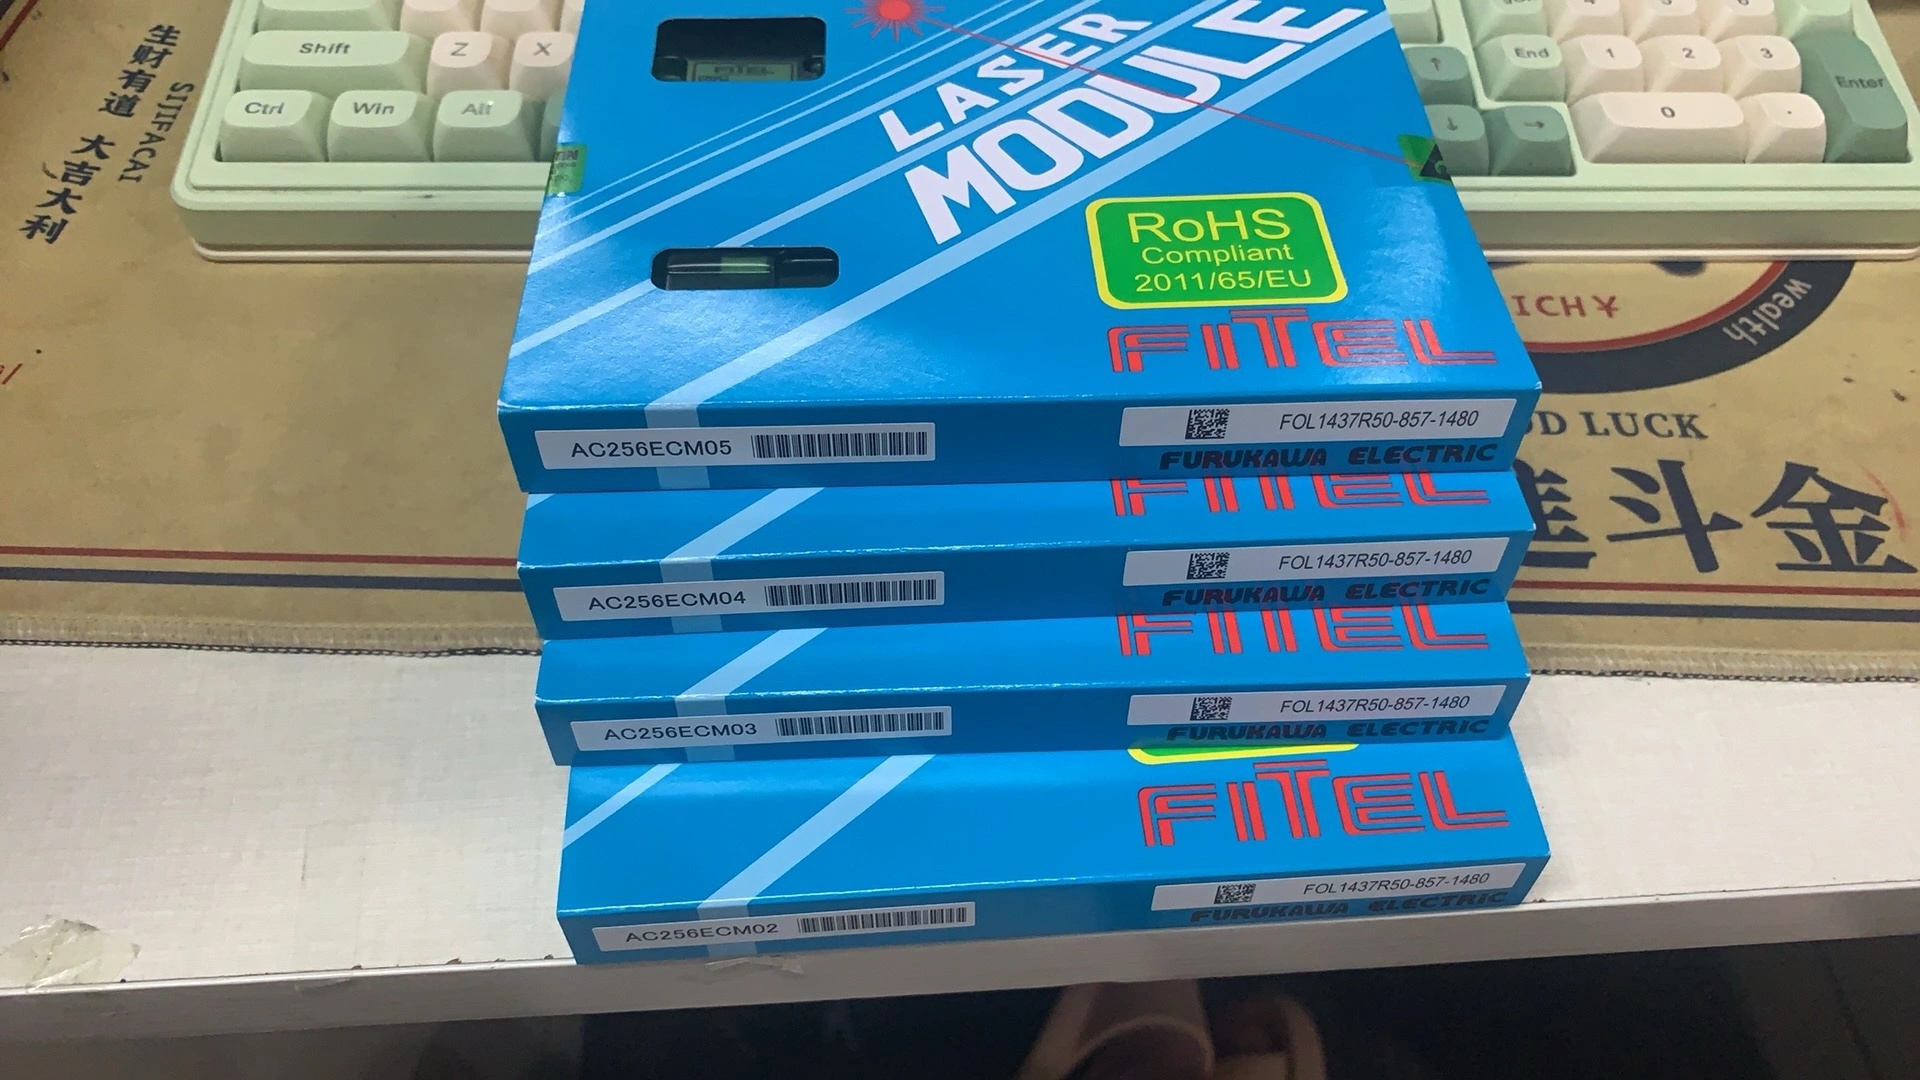 生财有道 大吉大利
SIJIFACAI
Shift
Z
X
Ctrl
Win
Alt
FITEL
LASER
MODULE
RoHS
Compliant
2011/65/EU
FITEL
AC256ECM05
FOL1437R50-857-1480
FURUKAWA ELECTRIC
FITEL
AC256ECM04
FOL1437R50-857-1480
FURUKAWA ELECTRIC
FITEL
AC256ECM03
FOL1437R50-857-1480
FURUKAWA ELECTRIC
FITEL
AC256ECM02
FOL1437R50-857-1480
FURUKAWA ELECTRIC
End
1
2
3
Enter
↑
0
.
↓
→
ICH¥
wealth
LUCK
斗金